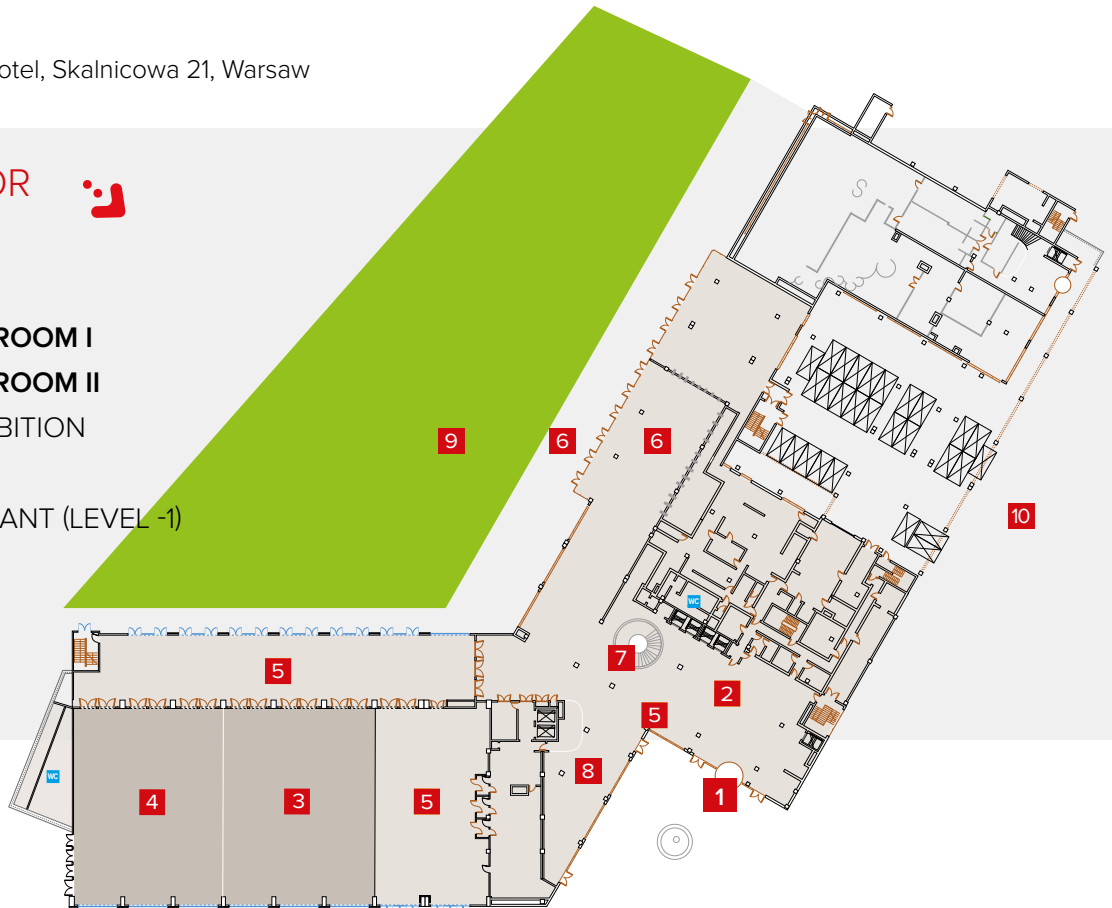 otel, Skalnicowa 21, Warsaw
OR
ROOM I
ROOM II
BITION
ANT (LEVEL -1)
9
6
6
10
WC
7
5
2
5
8
WC
4
3
5
1